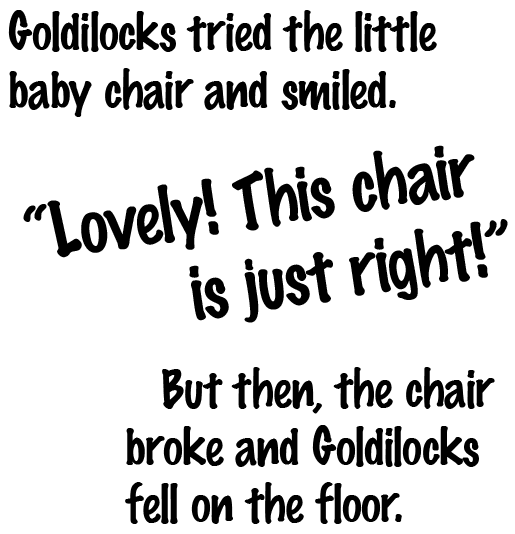 Goldilocks tried the little
baby chair and smiled.
“Lovely! This chair
is just right!”
But then, the chair
broke and Goldilocks
fell on the floor.